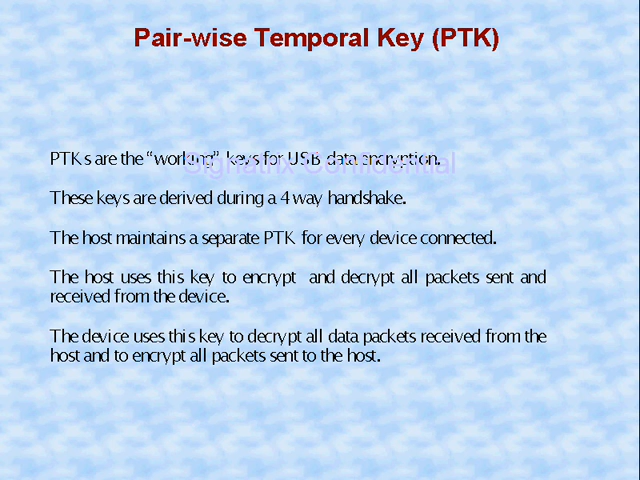 Pair-wise Temporal Key (PTK)
PTKs are the “working” keys for USB data encryption.
Signatrix Confidential
These keys are derived during a 4 way handshake.
The host maintains a separate PTK for every device connected.
The host uses this key to encrypt and decrypt all packets sent and
received from the device.
The device uses this key to decrypt all data packets received from the
host and to encrypt all packets sent to the host.